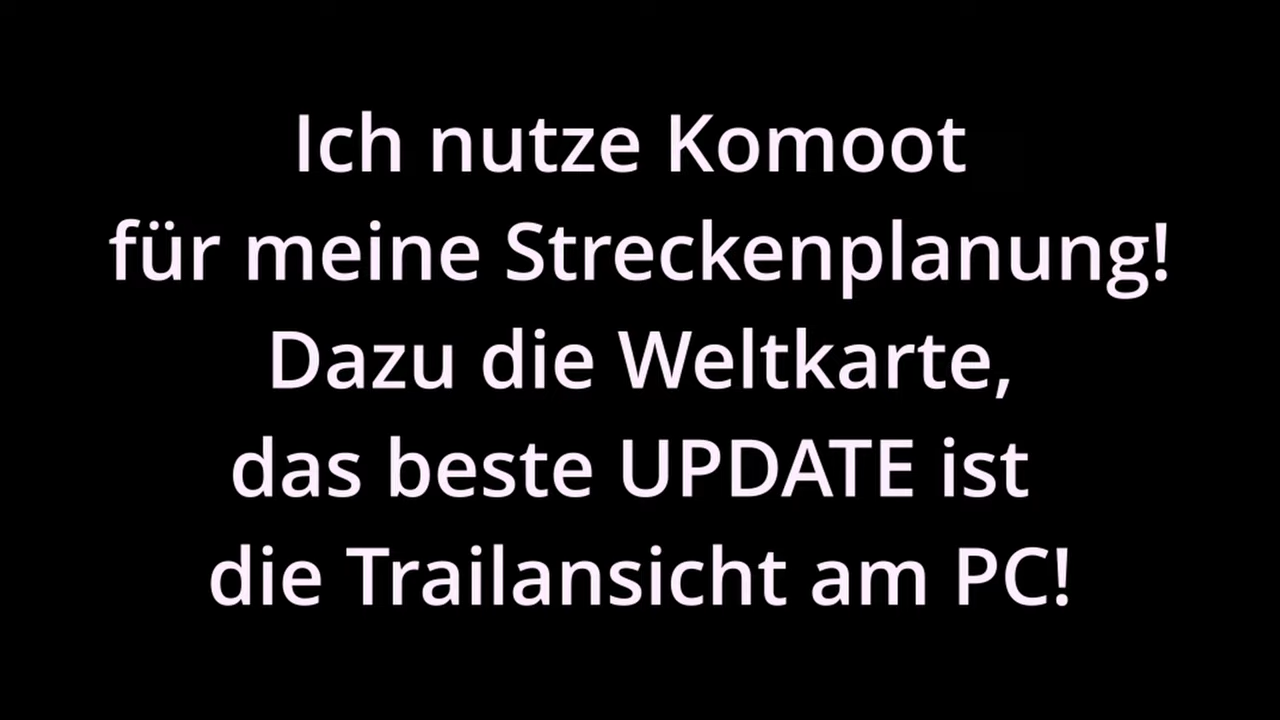 Ich nutze Komoot
für meine Streckenplanung!
Dazu die Weltkarte,
das beste UPDATE ist
die Trailansicht am PC!